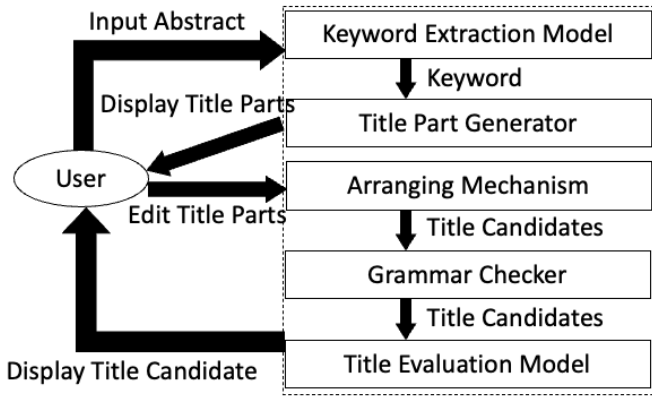 Input Abstract
Keyword Extraction Model
Keyword
Display Title Parts
Title Part Generator
User
Arranging Mechanism
Edit Title Parts
Title Candidates
Grammar Checker
Title Candidates
Title Evaluation Model
Display Title Candidate